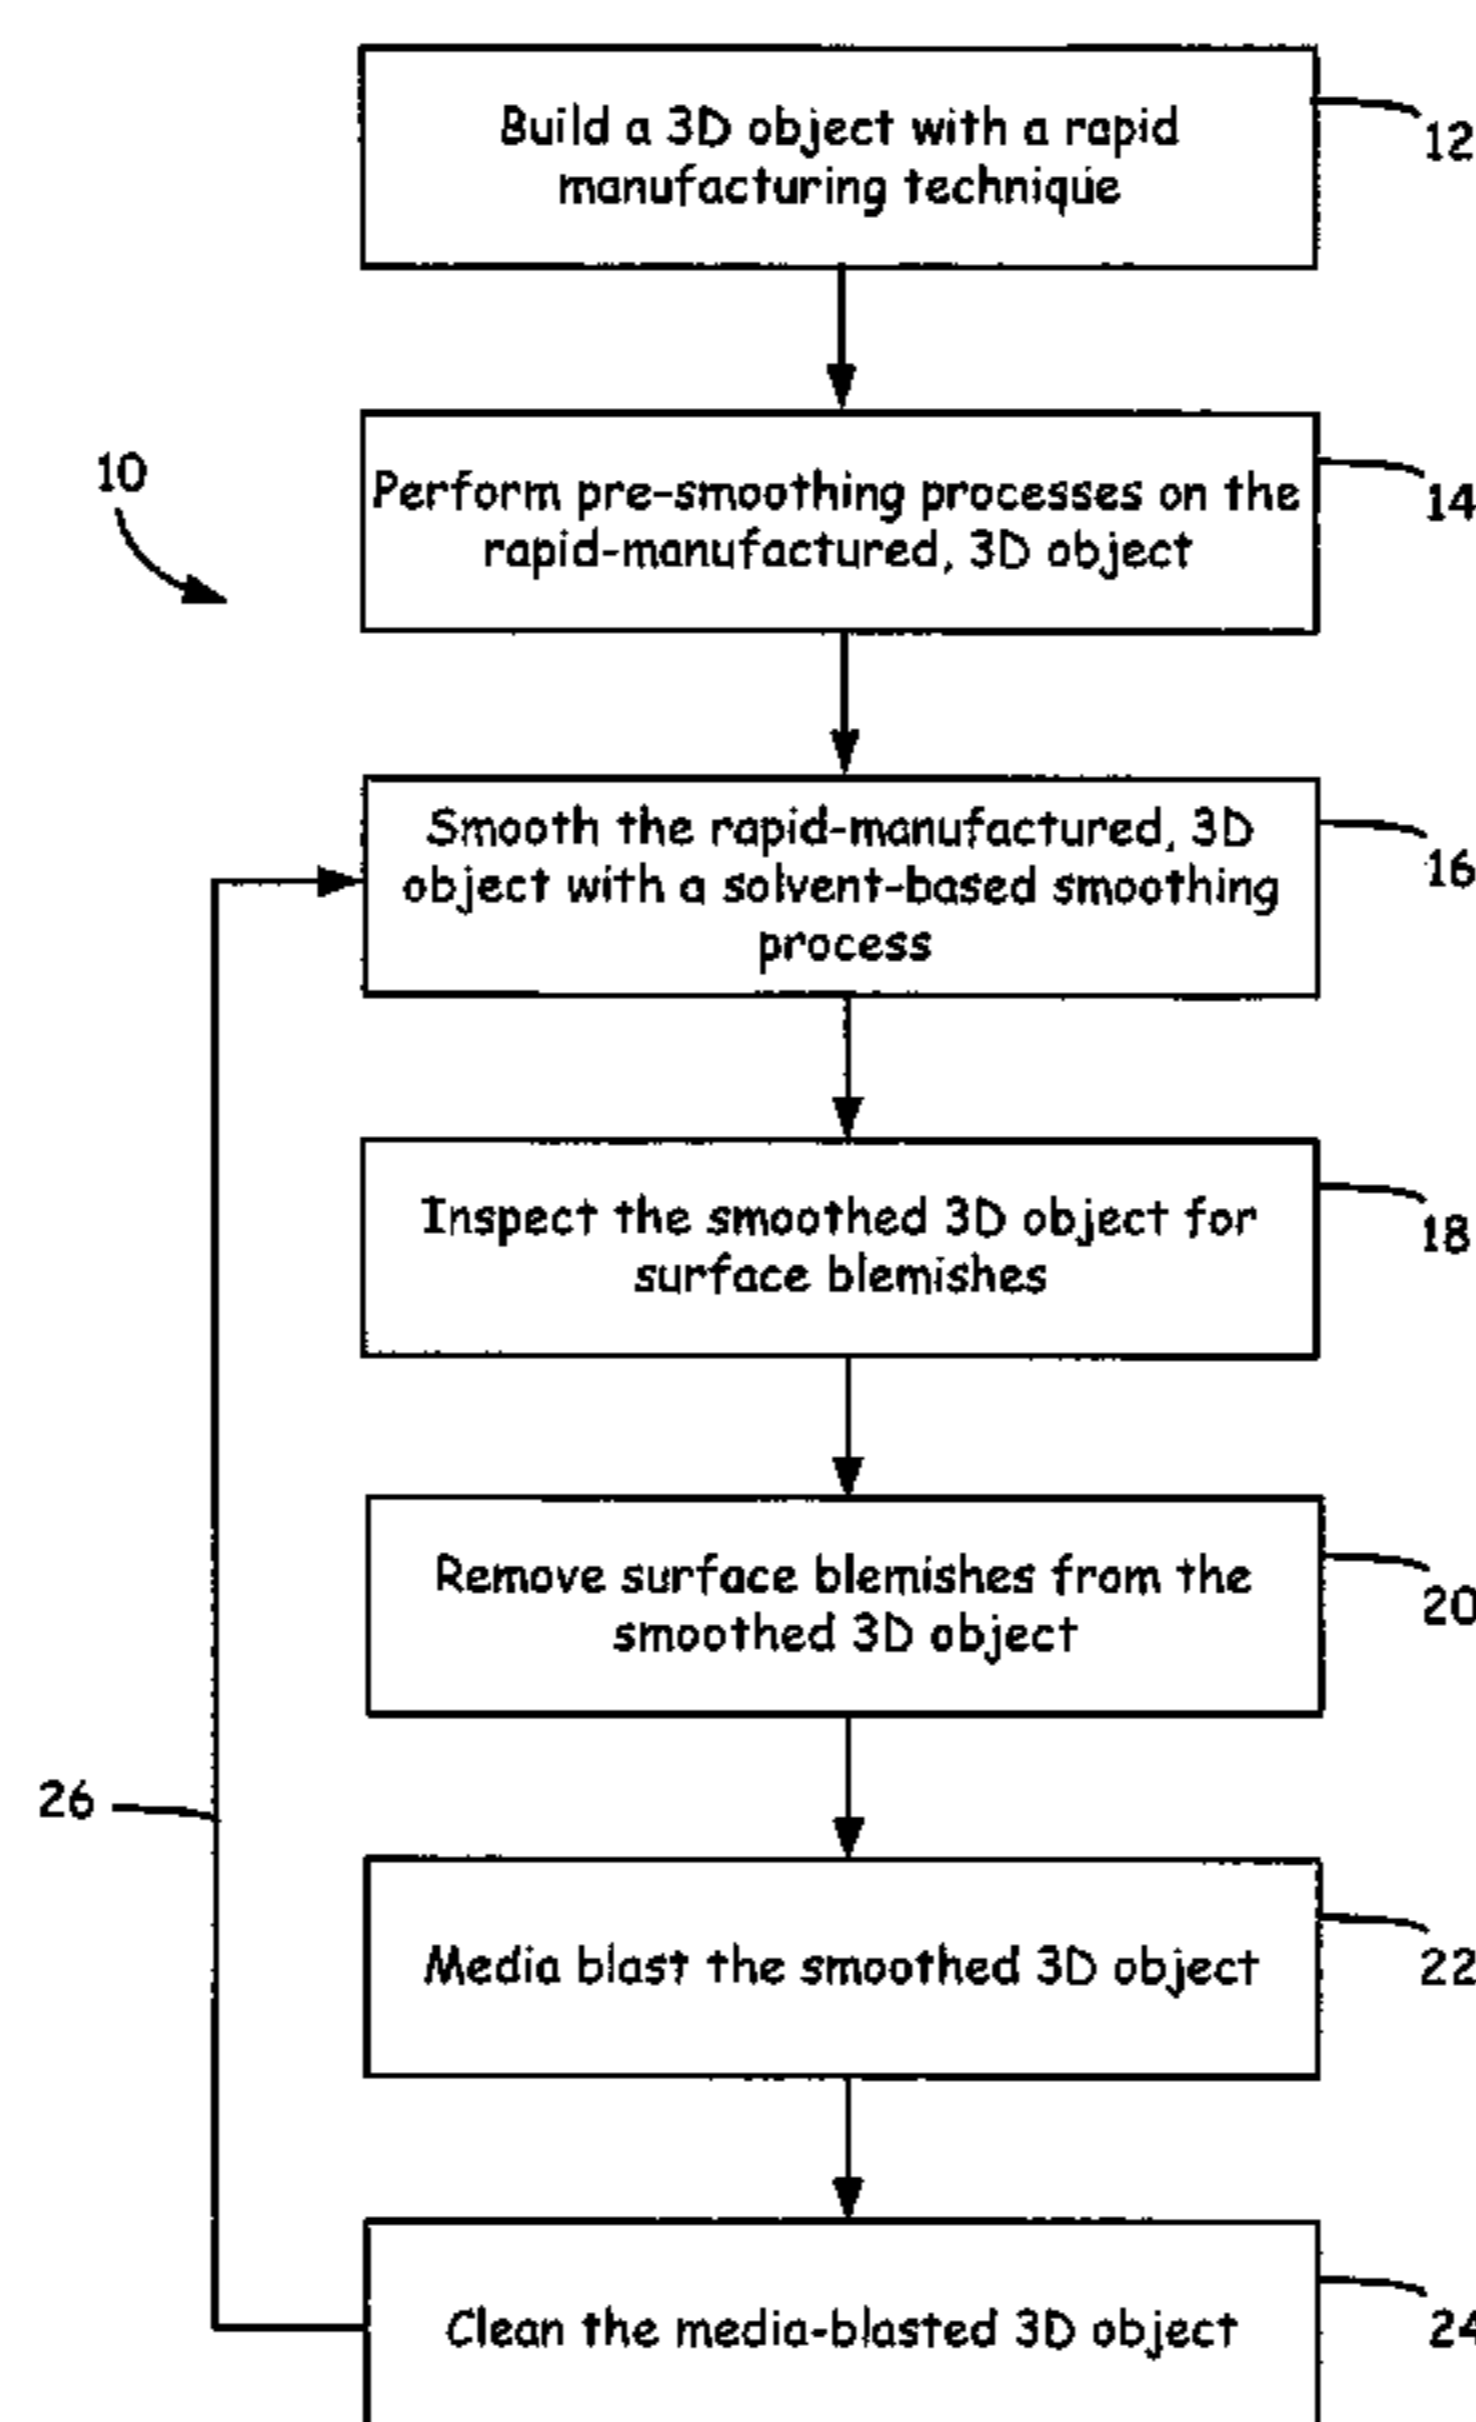 Build a 3D object with a rapid
manufacturing technique
12
10
Perform pre-smoothing processes on the
rapid-manufactured, 3D object
14
Smooth the rapid-manufactured, 3D
object with a solvent-based smoothing
process
16
Inspect the smoothed 3D object for
surface blemishes
18
Remove surface blemishes from the
smoothed 3D object
20
26
Media blast the smoothed 3D object
22
Clean the media-blasted 3D object
24